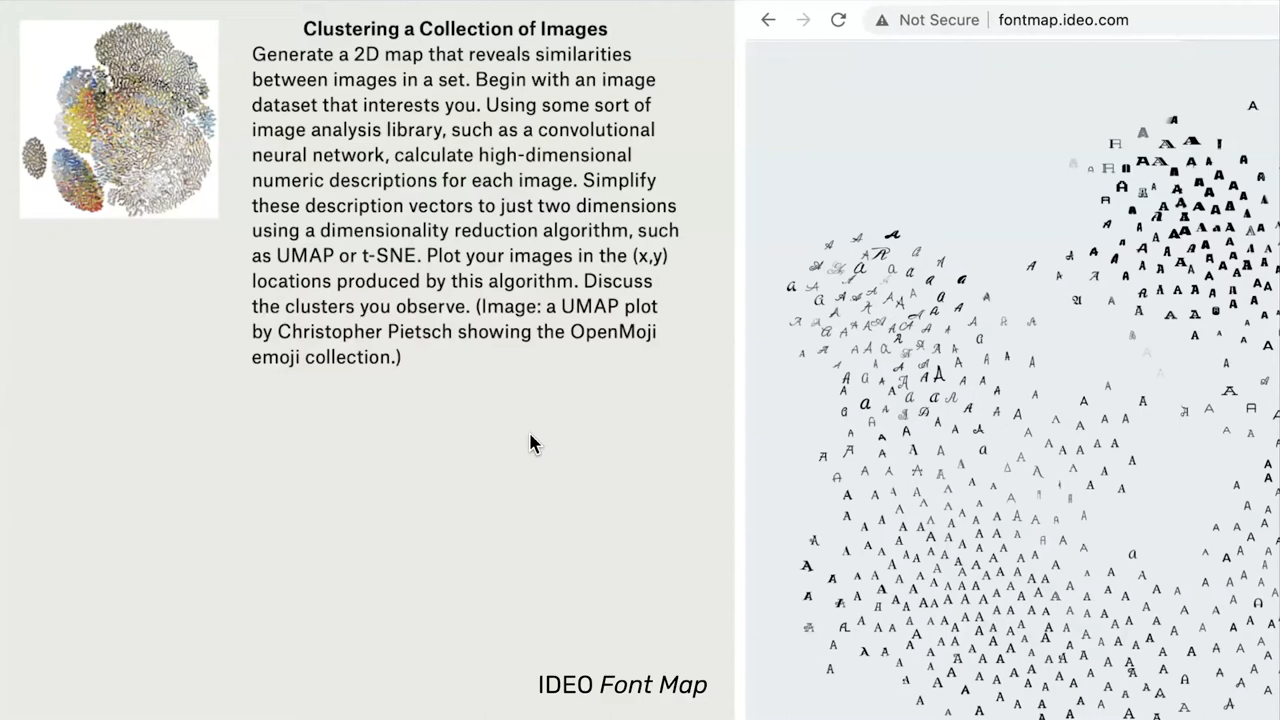 Clustering a Collection of Images
Generate a 2D map that reveals similarities
between images in a set. Begin with an image
dataset that interests you. Using some sort of
image analysis library, such as a convolutional
neural network, calculate high-dimensional
numeric descriptions for each image. Simplify
these description vectors to just two dimensions
using a dimensionality reduction algorithm, such
as UMAP or t-SNE. Plot your images in the (x,y)
locations produced by this algorithm. Discuss
the clusters you observe. (Image: a UMAP plot
by Christopher Pietsch showing the OpenMoji
emoji collection.)
IDEO Font Map
Not Secure
fontmap.ideo.com